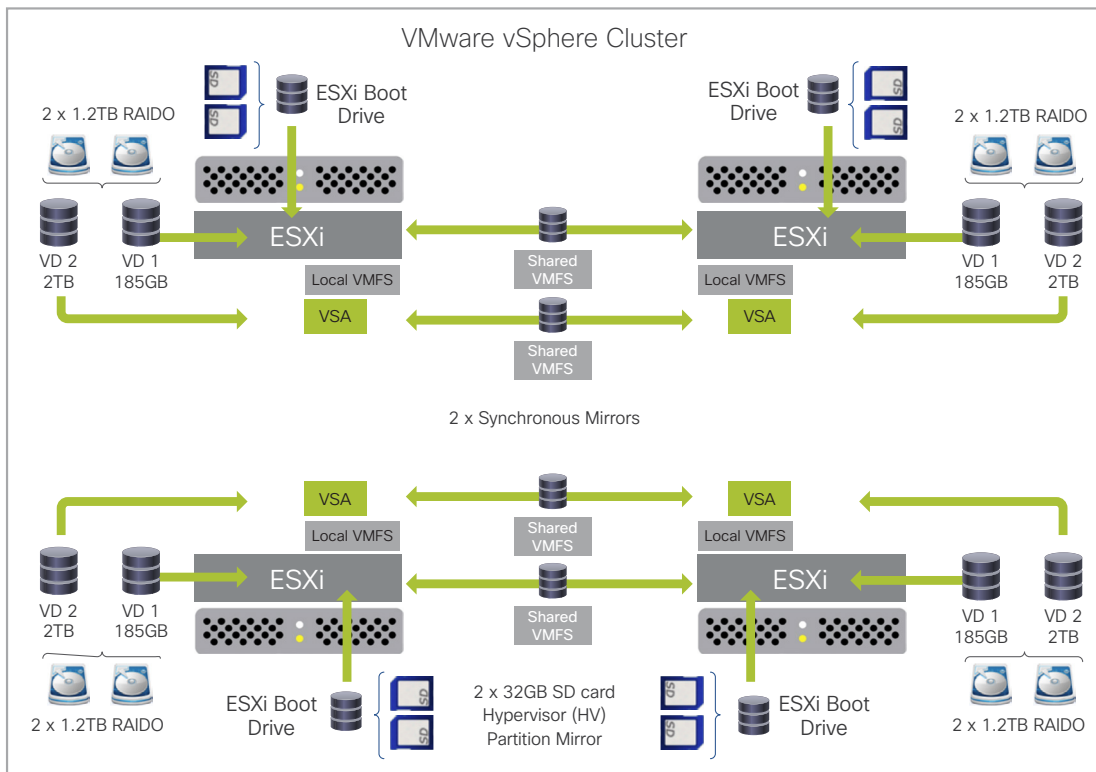 VMware vSphere Cluster
SD
SD
ESXi Boot
Drive
ESXi Boot
Drive
SD
SD
2 x 1.2TB RAIDO
2 x 1.2TB RAIDO
ESXi
ESXi
VD 2
2TB
VD 1
185GB
Shared
VMFS
VD 1
185GB
VD 2
2TB
Local VMFS
Local VMFS
VSA
VSA
Shared
VMFS
2 x Synchronous Mirrors
VSA
VSA
Local VMFS
Shared
VMFS
Local VMFS
ESXi
ESXi
VD 2
2TB
VD 1
185GB
Shared
VMFS
VD 1
185GB
VD 2
2TB
2 x 1.2TB RAIDO
ESXi Boot
Drive
SD
SD
2 x 32GB SD card
Hypervisor (HV)
Partition Mirror
SD
SD
ESXi Boot
Drive
2 x 1.2TB RAIDO